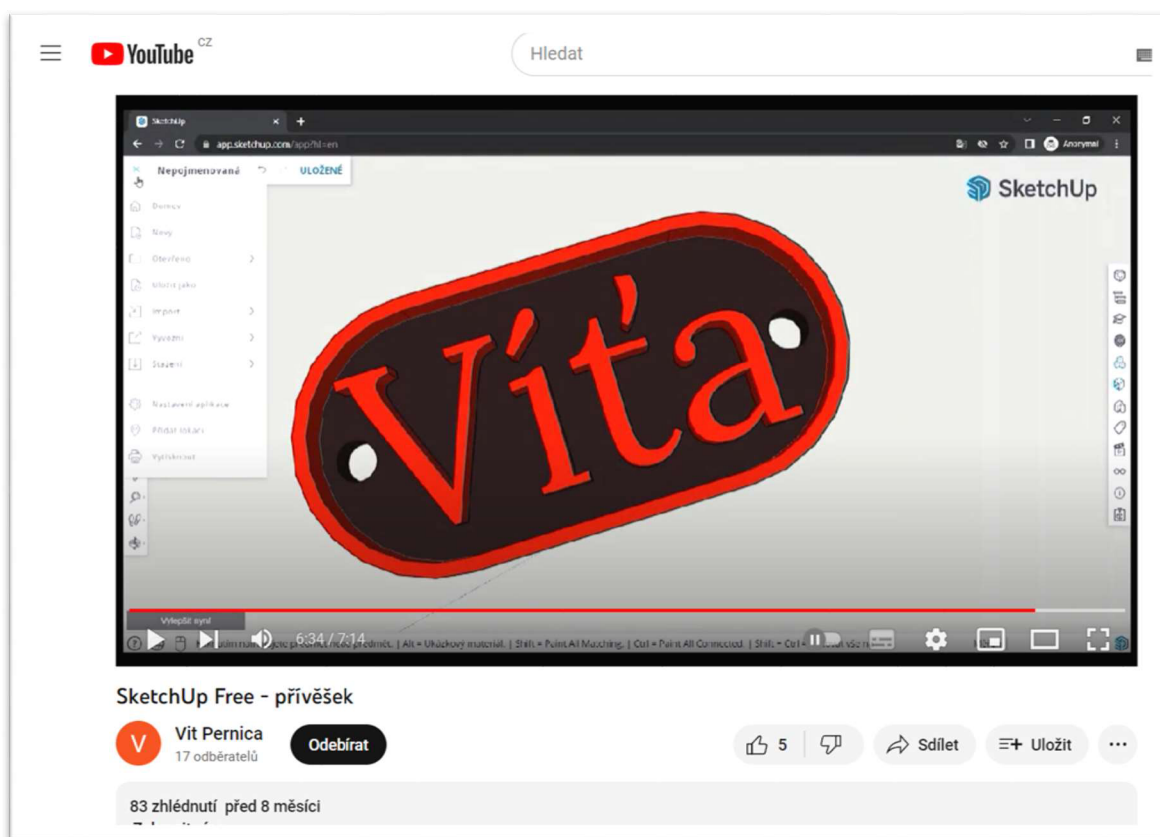 YouTube CZ
Hledat
SketchUp
app.sketchup.com/app?hl=en
Anonymní
Nepojmenovaná
ULOŽENÉ
SketchUp
Domov
Nový
Otevřeno
Uložit jako
Import
Vyvážní
Stažení
Nastavení aplikace
Přidat lokaci
Vytisknout
Víťa
Vylepšit nyní
6:34 / 7:14
předmět. | Alt = Ukázkový materiál. | Shift = Paint All Matching. | Ctrl = Paint All Connected. | Shift + Ctrl
SketchUp Free - přívěšek
V
Vit Pernica
17 odběratelů
Odebírat
5
Sdílet
Uložit
83 zhlédnutí před 8 měsíci